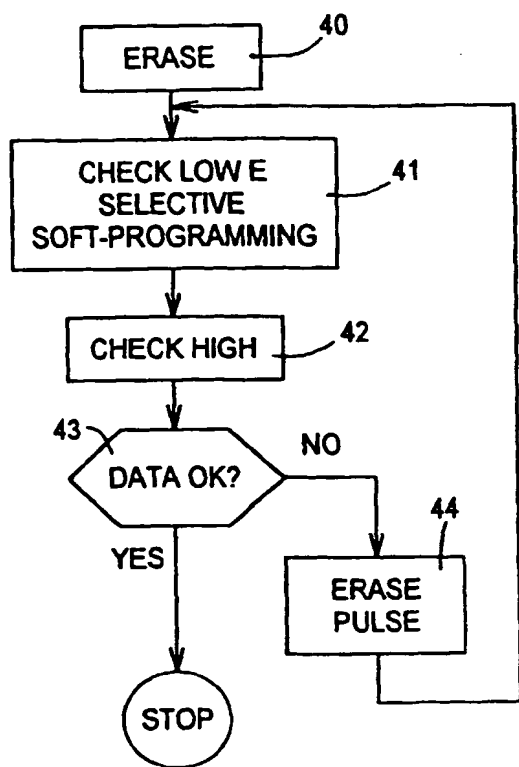 40
ERASE
CHECK LOW E
SELECTIVE
SOFT-PROGRAMMING
41
CHECK HIGH
42
43
DATA OK?
NO
YES
44
ERASE
PULSE
STOP